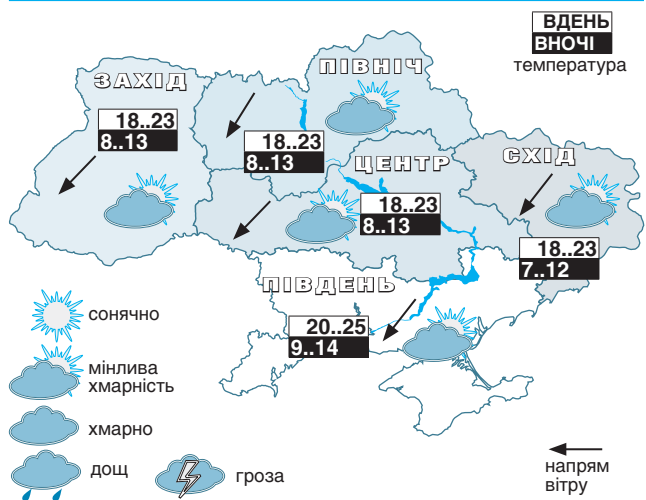 ВДЕНЬ
ВНОЧІ
температура
ПІВНІЧ
ЗАХІД
18..23
8..13
18..23
8..13
ЦЕНТР
СХІД
18..23
8..13
18..23
7..12
ПІВДЕНЬ
20..25
9..14
сонячно
мінлива
хмарність
хмарно
дощ
гроза
напрям
вітру